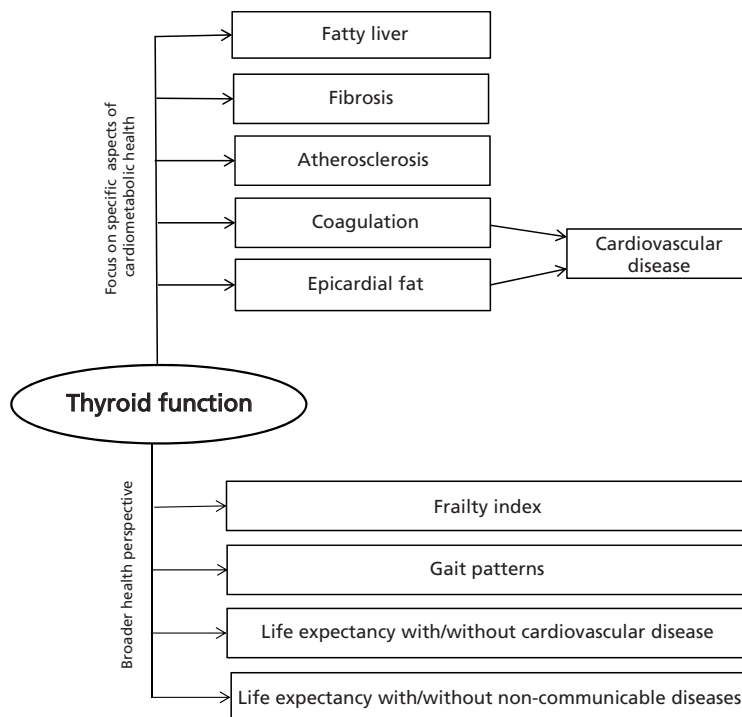 Fatty liver
Fibrosis
Atherosclerosis
Coagulation
Epicardial fat
Cardiovascular
disease
Focus on specific aspects of
cardiometabolic health
Thyroid function
Broader health perspective
Frailty index
Gait patterns
Life expectancy with/without cardiovascular disease
Life expectancy with/without non-communicable diseases